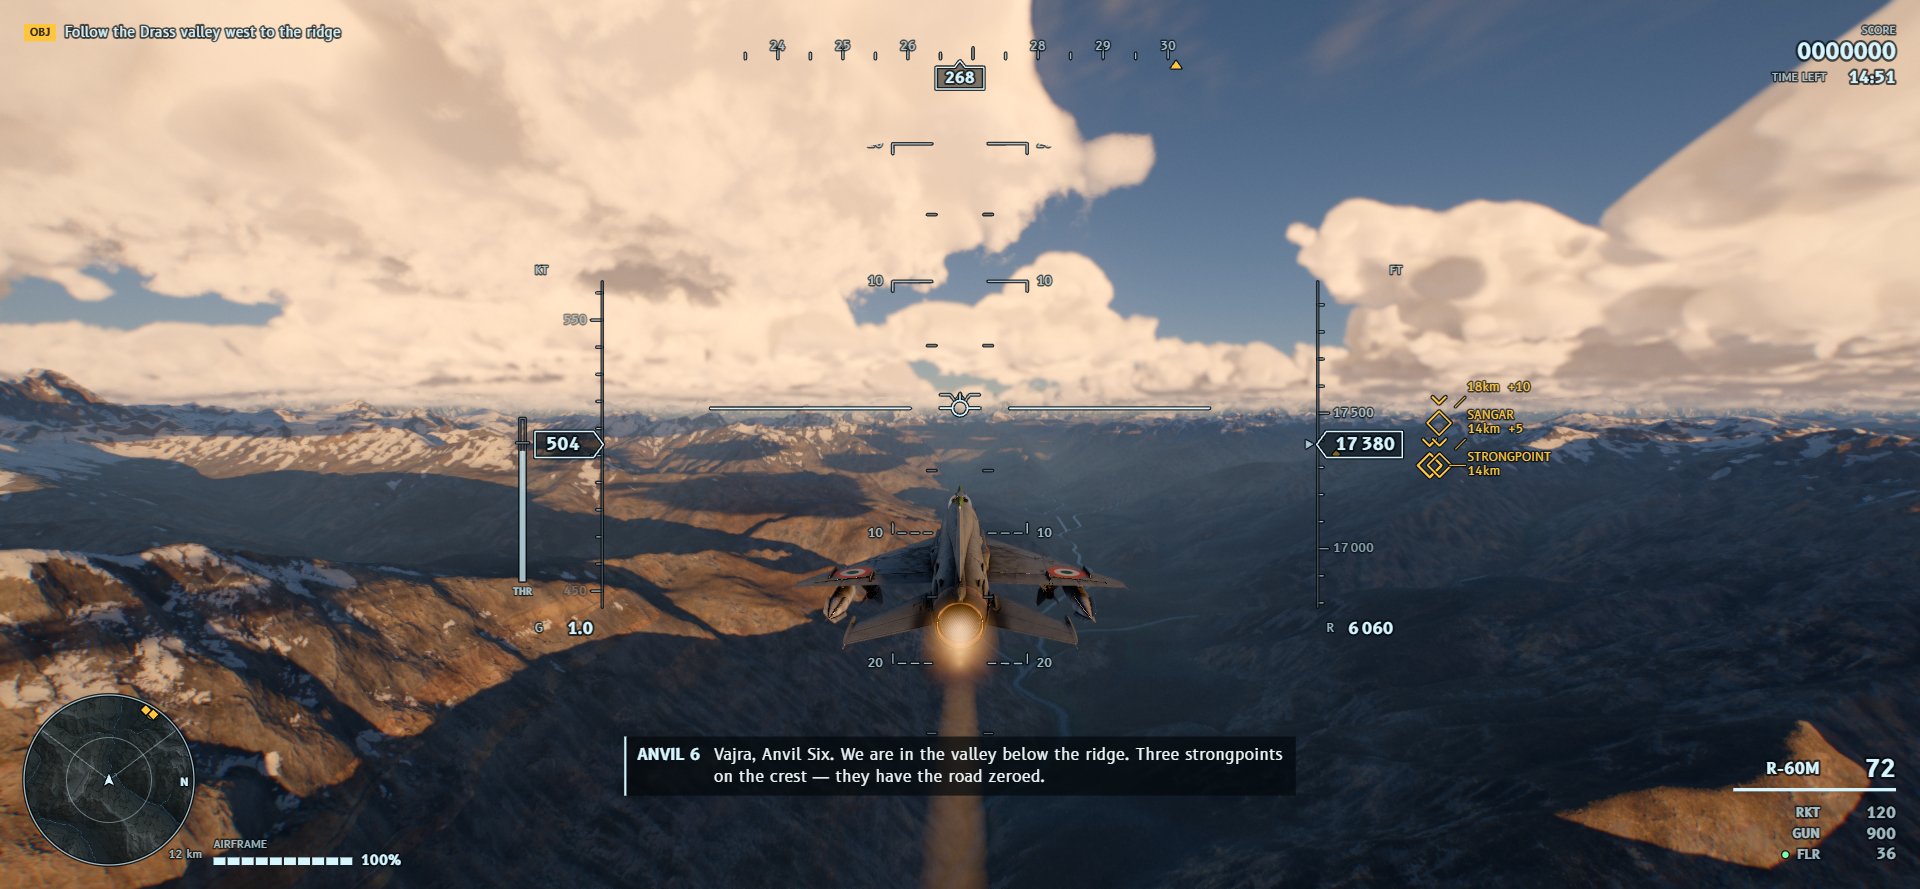 OBJ Follow the Drass valley west to the ridge
24 25 26 28 29 30
268
SCORE
0000000
TIME LEFT 14:51
KT
FT
10 10
550
17 500
504
17 380
18km +10
SANGAR
14km +5
STRONGPOINT
14km
10 10
17 000
THR
450
G 1.0
R 6 060
20 20
ANVIL 6 Vajra, Anvil Six. We are in the valley below the ridge. Three strongpoints
on the crest — they have the road zeroed.
N
12 km
AIRFRAME
100%
R-60M 72
RKT 120
GUN 900
FLR 36